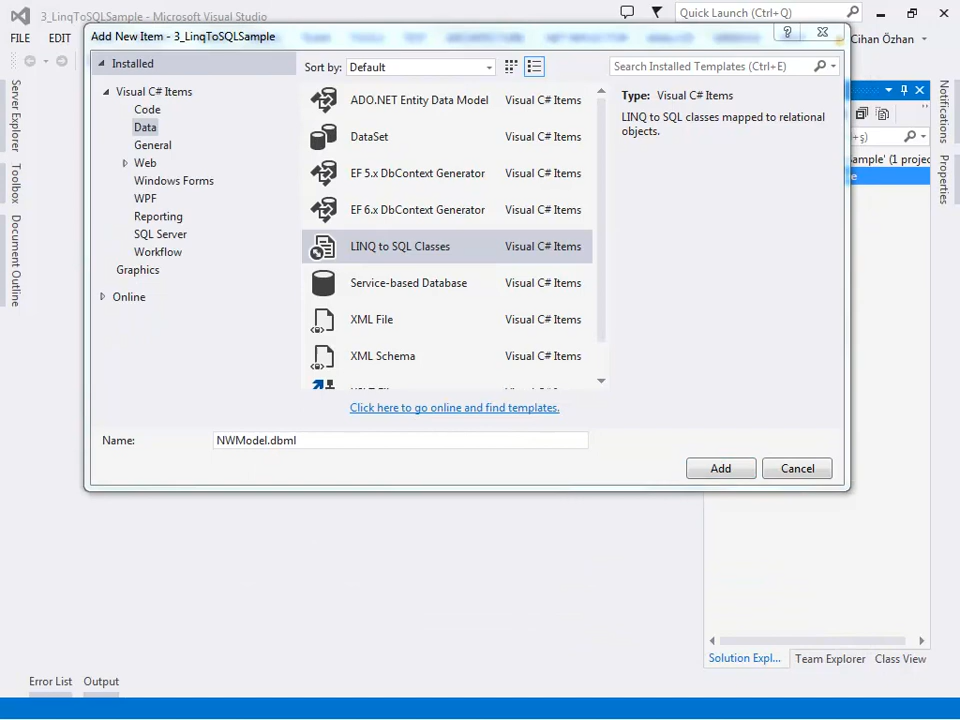 3_LinqToSQLSample - Microsoft Visual Studio
Quick Launch (Ctrl+Q)
FILE EDIT
Cihan Özhan
Add New Item - 3_LinqToSQLSample
Installed
Sort by: Default
Search Installed Templates (Ctrl+E)
Visual C# Items
Code
Data
General
Web
Windows Forms
WPF
Reporting
SQL Server
Workflow
Graphics
Online
ADO.NET Entity Data Model Visual C# Items
DataSet Visual C# Items
EF 5.x DbContext Generator Visual C# Items
EF 6.x DbContext Generator Visual C# Items
LINQ to SQL Classes Visual C# Items
Service-based Database Visual C# Items
XML File Visual C# Items
XML Schema Visual C# Items
Click here to go online and find templates.
Type: Visual C# Items
LINQ to SQL classes mapped to relational
objects.
Name: NWModel.dbml
Add Cancel
Server Explorer
Toolbox
Document Outline
Notifications
Properties
ample' (1 projec
Solution Expl... Team Explorer Class View
Error List Output